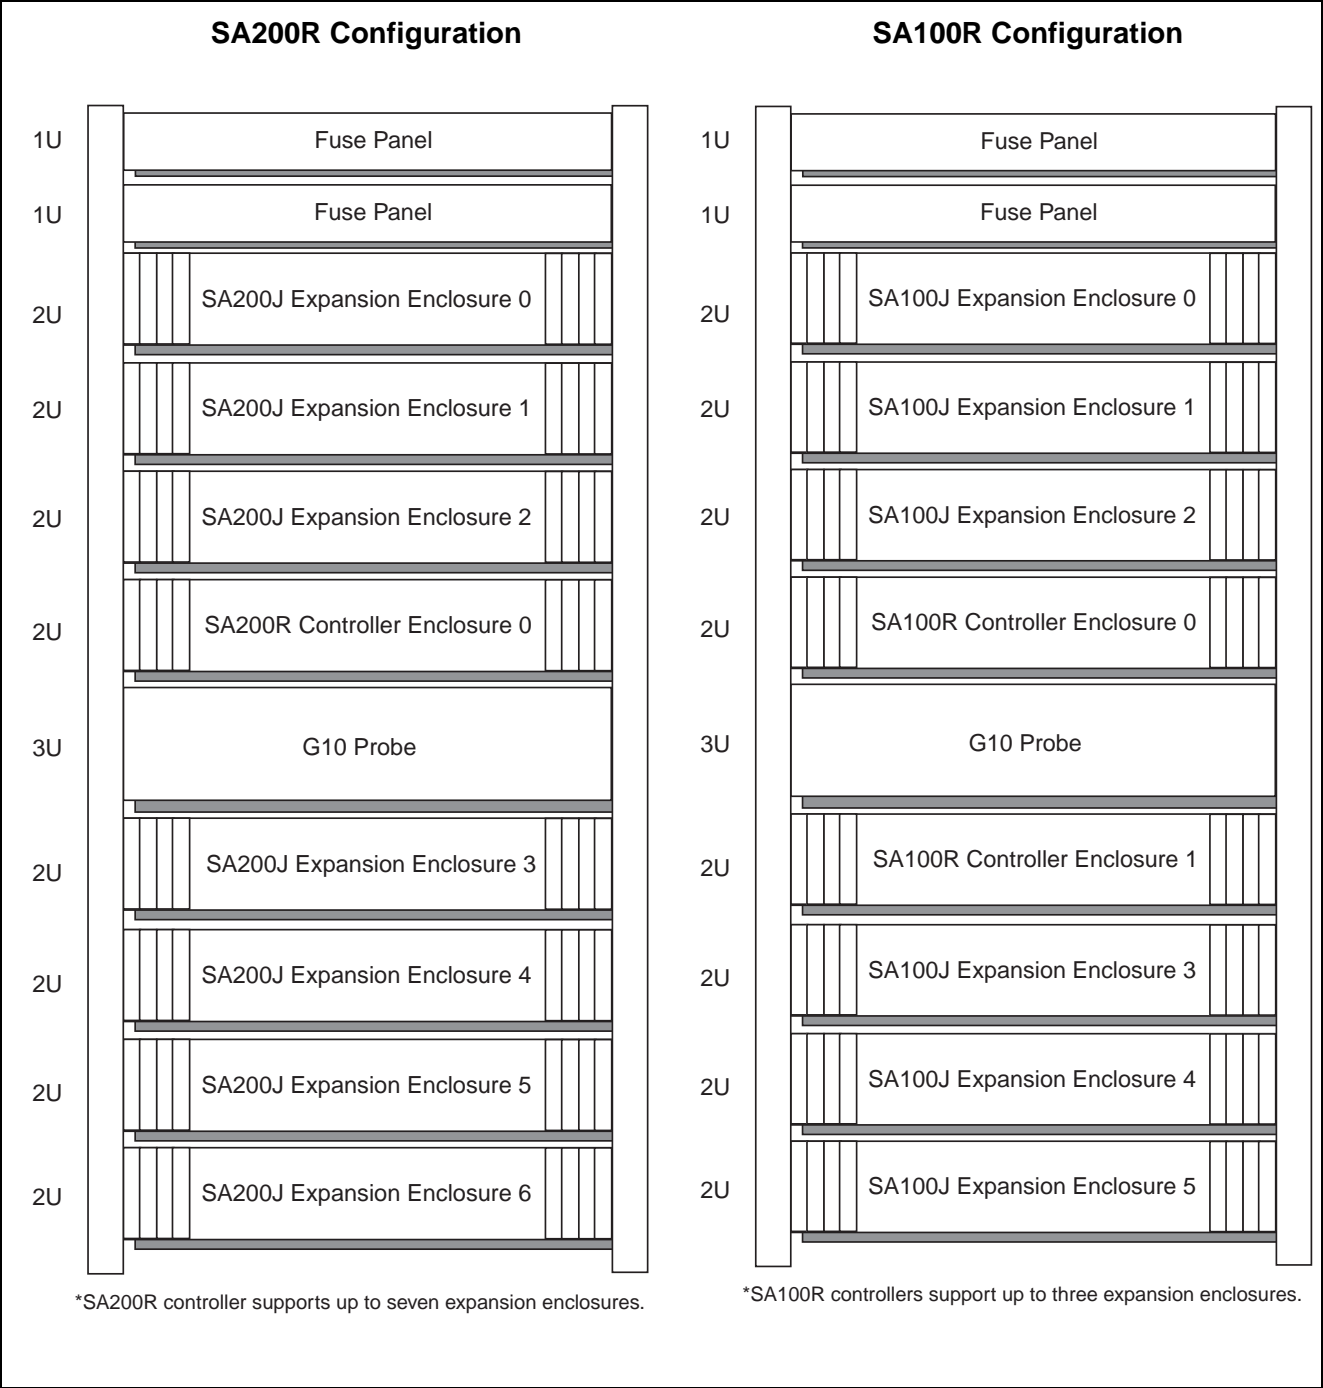 SA200R Configuration
1U Fuse Panel
1U Fuse Panel
2U SA200J Expansion Enclosure 0
2U SA200J Expansion Enclosure 1
2U SA200J Expansion Enclosure 2
2U SA200R Controller Enclosure 0
3U G10 Probe
2U SA200J Expansion Enclosure 3
2U SA200J Expansion Enclosure 4
2U SA200J Expansion Enclosure 5
2U SA200J Expansion Enclosure 6
*SA200R controller supports up to seven expansion enclosures.
SA100R Configuration
1U Fuse Panel
1U Fuse Panel
2U SA100J Expansion Enclosure 0
2U SA100J Expansion Enclosure 1
2U SA100J Expansion Enclosure 2
2U SA100R Controller Enclosure 0
3U G10 Probe
2U SA100R Controller Enclosure 1
2U SA100J Expansion Enclosure 3
2U SA100J Expansion Enclosure 4
2U SA100J Expansion Enclosure 5
*SA100R controllers support up to three expansion enclosures.